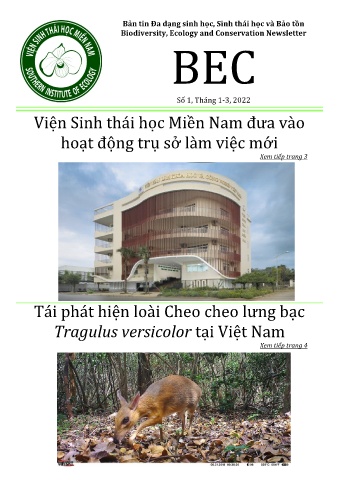 VIỆN SINH THÁI HỌC MIỀN NAM
SOUTHERN INSTITUTE OF ECOLOGY
Bản tin Đa dạng sinh học, Sinh thái học và Bảo tồn
Biodiversity, Ecology and Conservation Newsletter
BEC
Số 1, Tháng 1-3, 2022
Viện Sinh thái học Miền Nam đưa vào
hoạt động trụ sở làm việc mới
Xem tiếp trang 3
Tái phát hiện loài Cheo cheo lưng bạc
Tragulus versicolor tại Việt Nam
Xem tiếp trang 4